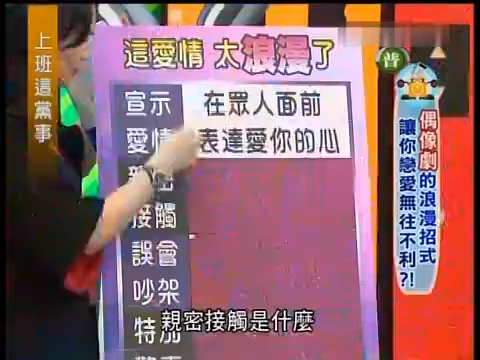 上班這黨事
這愛情 太浪漫了
宣示
愛情
在眾人面前
表達愛你的心
接觸
誤會
吵架
特別
普
偶像劇的浪漫招式
讓你戀愛無往不利?!
親密接觸是什麼